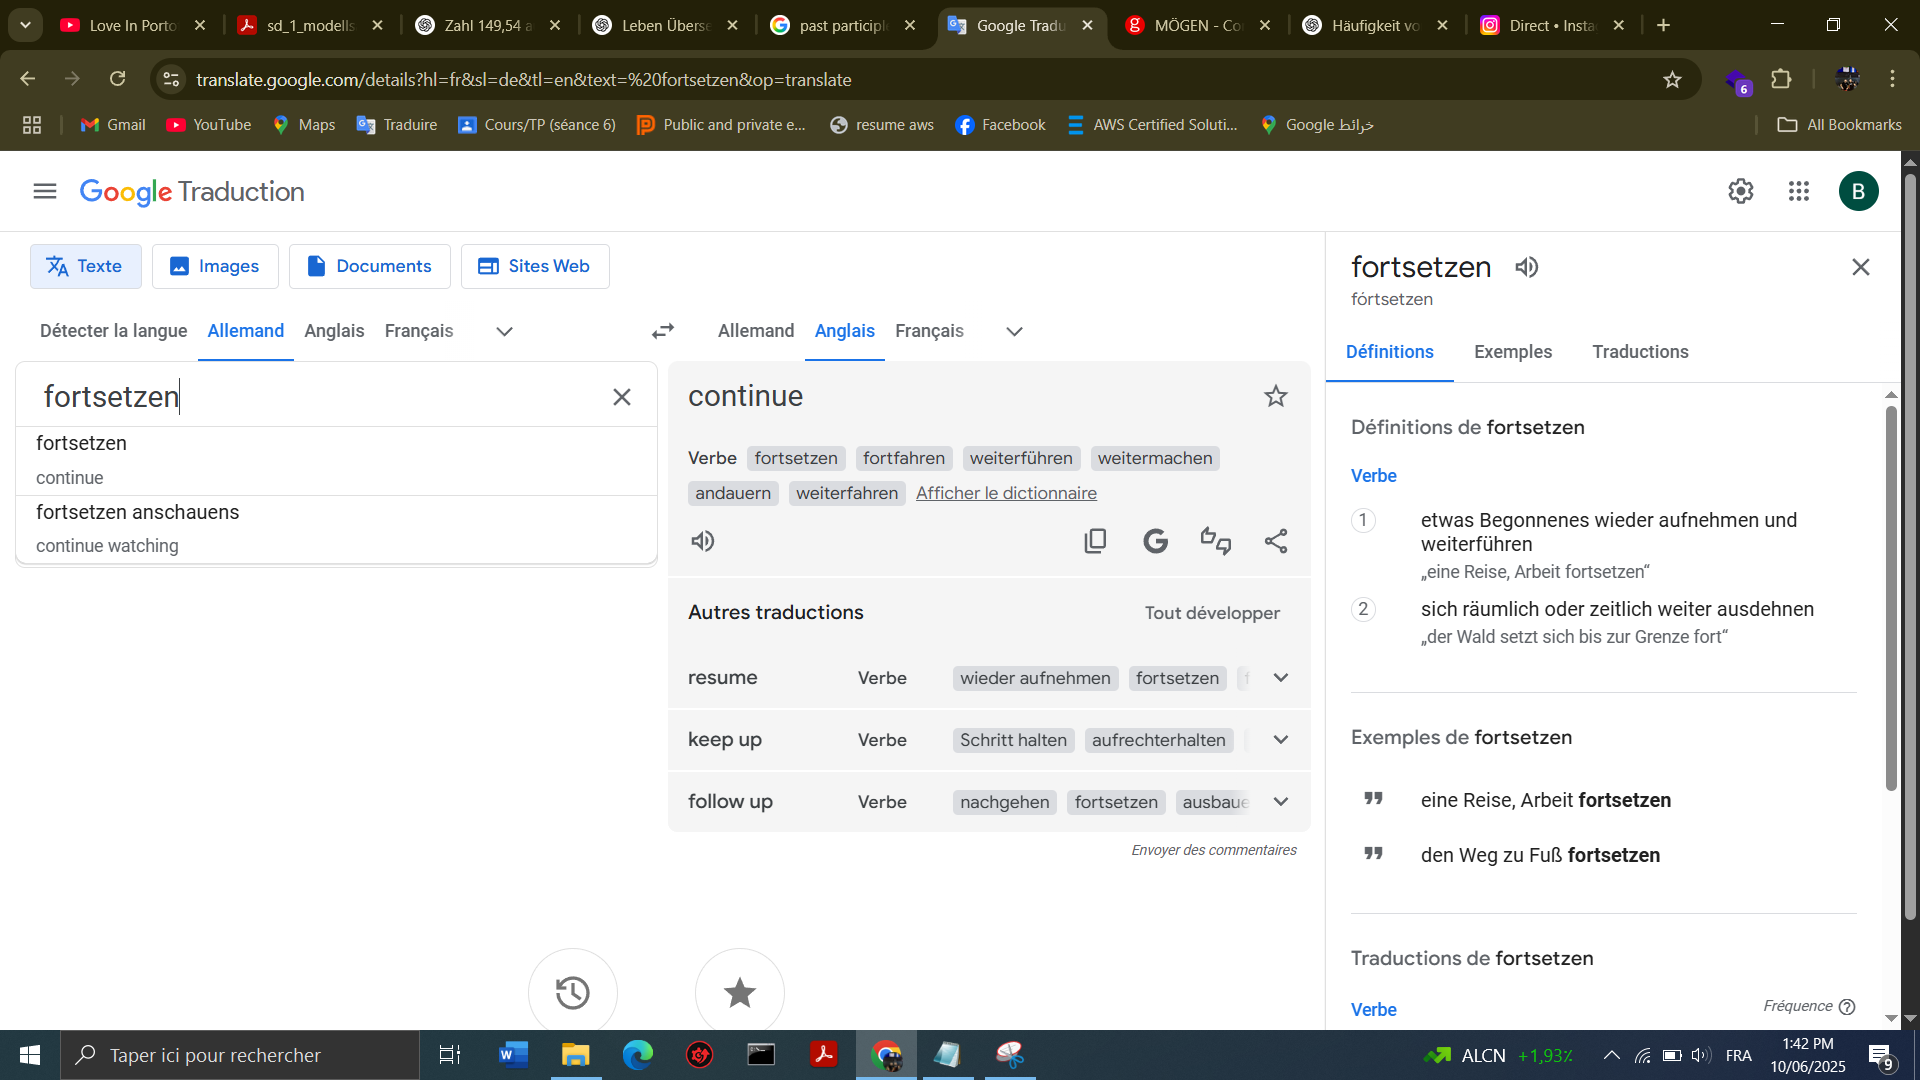 Love In Porto
sd_1_modells
Zahl 149,54 a
Leben Überse
past participl
Google Tradu
MÖGEN - Co
Häufigkeit vo
Direct • Insta
translate.google.com/details?hl=fr&sl=de&tl=en&text=%20fortsetzen&op=translate
6
Gmail
YouTube
Maps
Traduire
Cours/TP (séance 6)
Public and private e...
resume aws
Facebook
AWS Certified Soluti...
خرائط Google
All Bookmarks
Google Traduction
B
Texte
Images
Documents
Sites Web
Détecter la langue
Allemand
Anglais
Français
Allemand
Anglais
Français
fortsetzen
fortsetzen
continue
fortsetzen anschauens
continue watching
continue
Verbe fortsetzen fortfahren weiterführen weitermachen
andauern weiterfahren Afficher le dictionnaire
Autres traductions
Tout développer
resume Verbe wieder aufnehmen fortsetzen f
keep up Verbe Schritt halten aufrechterhalten
follow up Verbe nachgehen fortsetzen ausbaue
Envoyer des commentaires
fortsetzen
fórtsetzen
Définitions
Exemples
Traductions
Définitions de fortsetzen
Verbe
1
etwas Begonnenes wieder aufnehmen und
weiterführen
„eine Reise, Arbeit fortsetzen“
2
sich räumlich oder zeitlich weiter ausdehnen
„der Wald setzt sich bis zur Grenze fort“
Exemples de fortsetzen
eine Reise, Arbeit fortsetzen
den Weg zu Fuß fortsetzen
Traductions de fortsetzen
Verbe
Fréquence
Taper ici pour rechercher
ALCN +1,93%
FRA
1:42 PM
10/06/2025
9